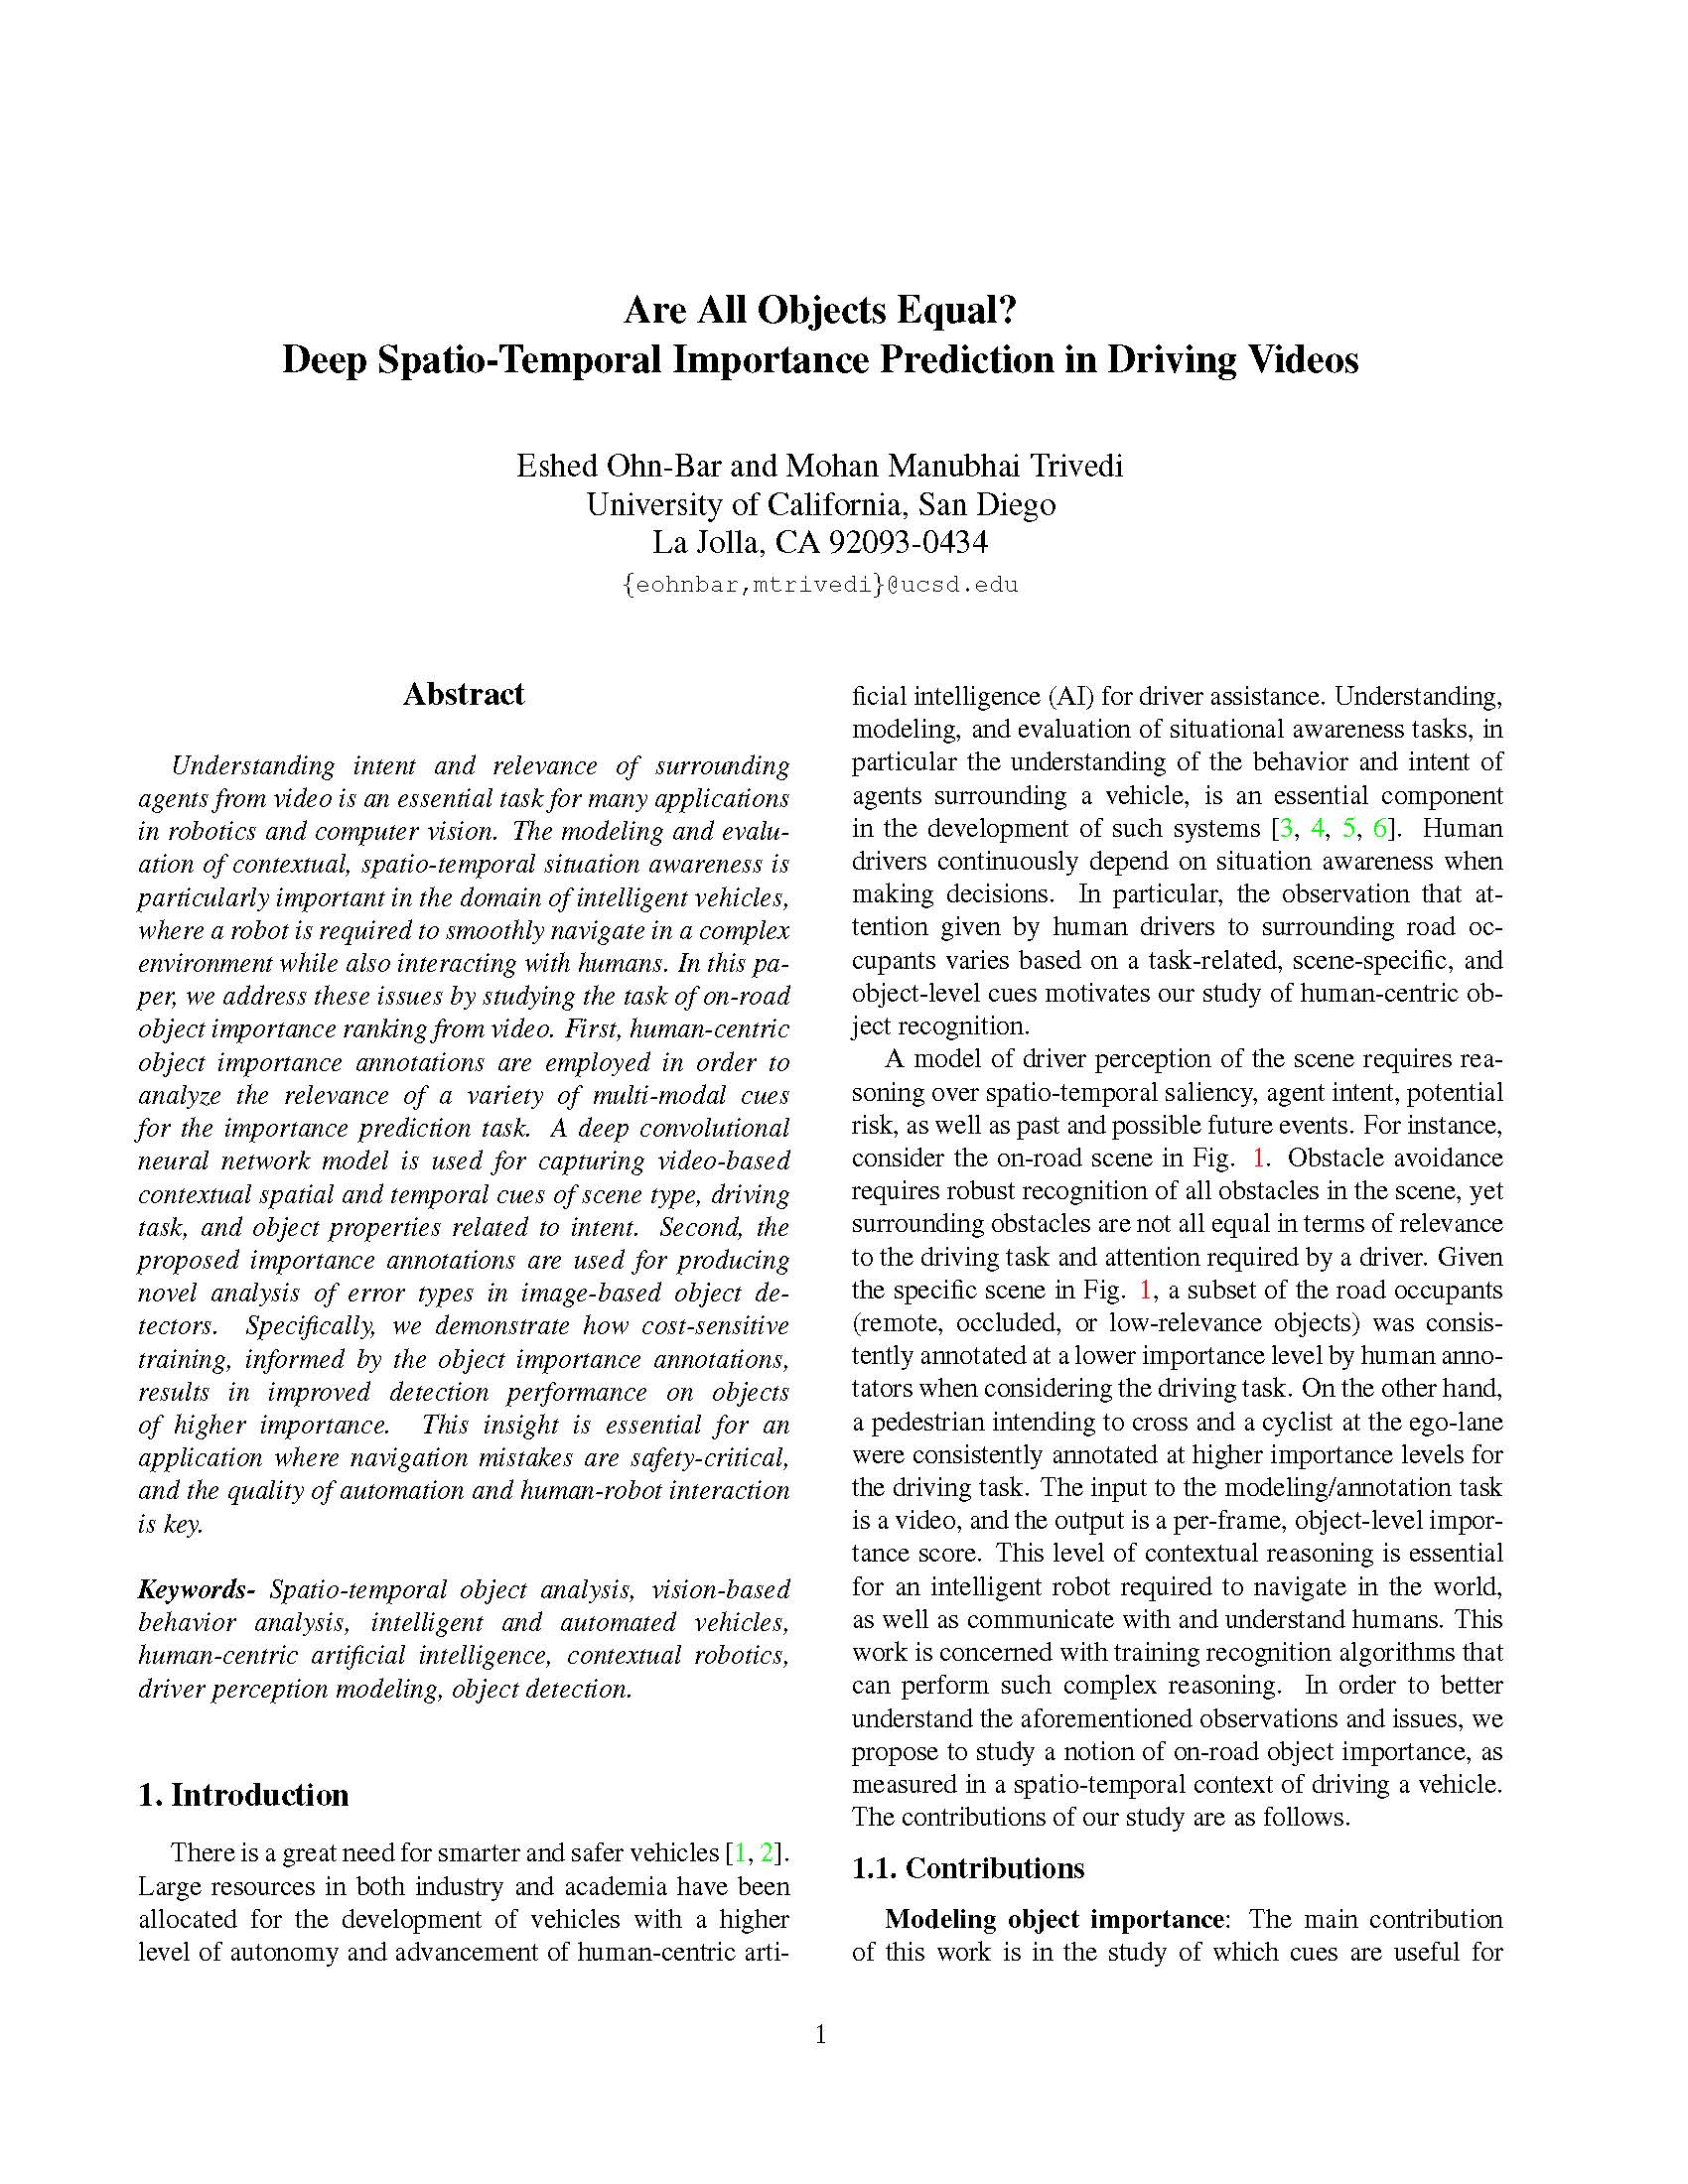 Are All Objects Equal?
Deep Spatio-Temporal Importance Prediction in Driving Videos
Eshed Ohn-Bar and Mohan Manubhai Trivedi
University of California, San Diego
La Jolla, CA 92093-0434
{eohnbar,mtrivedi}@ucsd.edu
Abstract
Understanding intent and relevance of surrounding
agents from video is an essential task for many applications
in robotics and computer vision. The modeling and evalu-
ation of contextual, spatio-temporal situation awareness is
particularly important in the domain of intelligent vehicles,
where a robot is required to smoothly navigate in a complex
environment while also interacting with humans. In this pa-
per, we address these issues by studying the task of on-road
object importance ranking from video. First, human-centric
object importance annotations are employed in order to
analyze the relevance of a variety of multi-modal cues
for the importance prediction task. A deep convolutional
neural network model is used for capturing video-based
contextual spatial and temporal cues of scene type, driving
task, and object properties related to intent. Second, the
proposed importance annotations are used for producing
novel analysis of error types in image-based object de-
tectors. Specifically, we demonstrate how cost-sensitive
training, informed by the object importance annotations,
results in improved detection performance on objects
of higher importance. This insight is essential for an
application where navigation mistakes are safety-critical,
and the quality of automation and human-robot interaction
is key.
Keywords- Spatio-temporal object analysis, vision-based
behavior analysis, intelligent and automated vehicles,
human-centric artificial intelligence, contextual robotics,
driver perception modeling, object detection.
1. Introduction
There is a great need for smarter and safer vehicles [1, 2].
Large resources in both industry and academia have been
allocated for the development of vehicles with a higher
level of autonomy and advancement of human-centric arti-
ficial intelligence (AI) for driver assistance. Understanding,
modeling, and evaluation of situational awareness tasks, in
particular the understanding of the behavior and intent of
agents surrounding a vehicle, is an essential component
in the development of such systems [3, 4, 5, 6]. Human
drivers continuously depend on situation awareness when
making decisions. In particular, the observation that at-
tention given by human drivers to surrounding road oc-
cupants varies based on a task-related, scene-specific, and
object-level cues motivates our study of human-centric ob-
ject recognition.
A model of driver perception of the scene requires rea-
soning over spatio-temporal saliency, agent intent, potential
risk, as well as past and possible future events. For instance,
consider the on-road scene in Fig. 1. Obstacle avoidance
requires robust recognition of all obstacles in the scene, yet
surrounding obstacles are not all equal in terms of relevance
to the driving task and attention required by a driver. Given
the specific scene in Fig. 1, a subset of the road occupants
(remote, occluded, or low-relevance objects) was consis-
tently annotated at a lower importance level by human anno-
tators when considering the driving task. On the other hand,
a pedestrian intending to cross and a cyclist at the ego-lane
were consistently annotated at higher importance levels for
the driving task. The input to the modeling/annotation task
is a video, and the output is a per-frame, object-level impor-
tance score. This level of contextual reasoning is essential
for an intelligent robot required to navigate in the world,
as well as communicate with and understand humans. This
work is concerned with training recognition algorithms that
can perform such complex reasoning. In order to better
understand the aforementioned observations and issues, we
propose to study a notion of on-road object importance, as
measured in a spatio-temporal context of driving a vehicle.
The contributions of our study are as follows.
1.1. Contributions
Modeling object importance: The main contribution
of this work is in the study of which cues are useful for
1